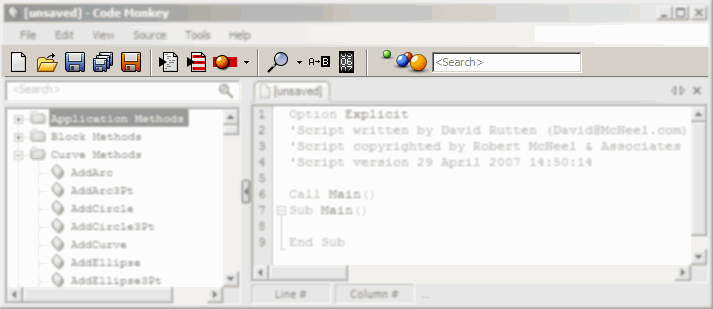 [unsaved] - Code Monkey
File Edit View Source Methods Tools Help
A→B 06 <Search>
<Search>
[unsaved]
Application Methods
Block Methods
Curve Methods
AddArc
AddArc3Pt
AddCircle
AddCircle3Pt
AddCurve
AddEllipse
AddEllipse3Pt
1 Option Explicit
2 'Script written by David Rutten (David@McNeel.com)
3 'Script copyrighted by Robert McNeel & Associates
4 'Script version 29 April 2007 14:50:14
5
6 Call Main()
7 Sub Main()
8
9 End Sub
Line # Column # ...